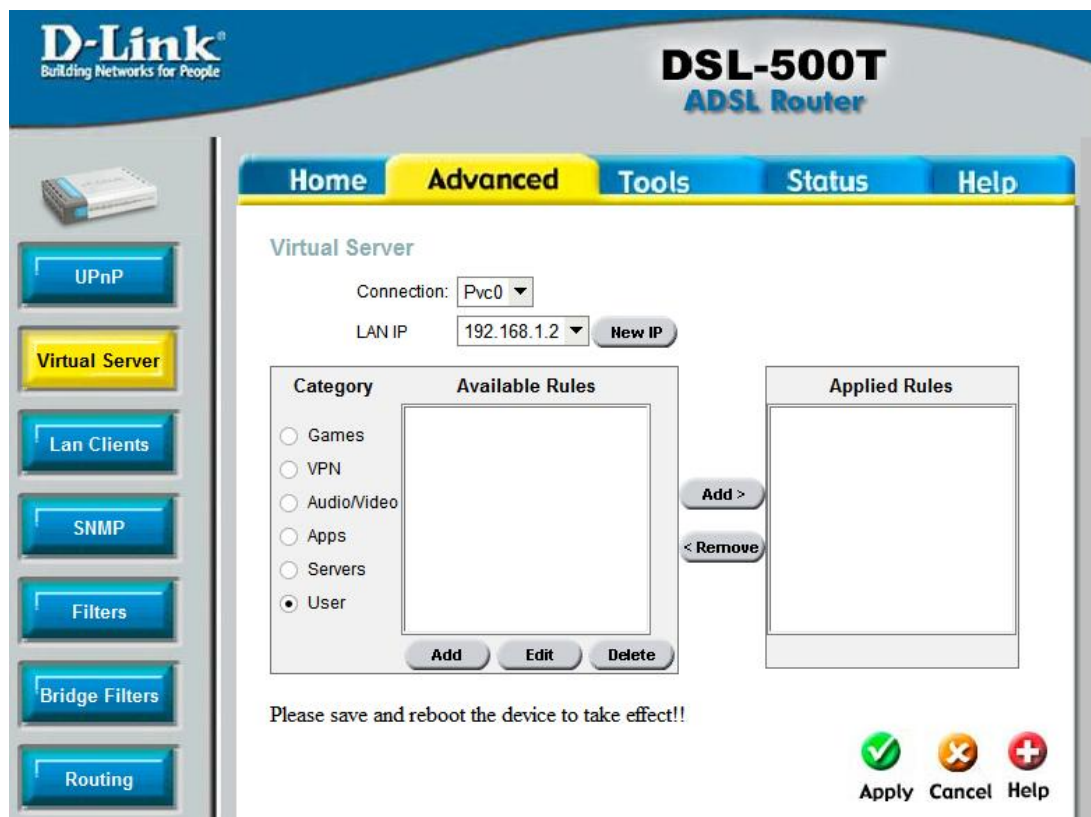 D-Link
Building Networks for People
DSL-500T
ADSL Router
Home Advanced Tools Status Help
UPnP
Virtual Server
Lan Clients
SNMP
Filters
Bridge Filters
Routing
Virtual Server
Connection: Pvc0
LAN IP 192.168.1.2 New IP
Category Available Rules
Games
VPN
Audio/Video
Apps
Servers
User
Add Edit Delete
Add >
< Remove
Applied Rules
Please save and reboot the device to take effect!!
Apply Cancel Help